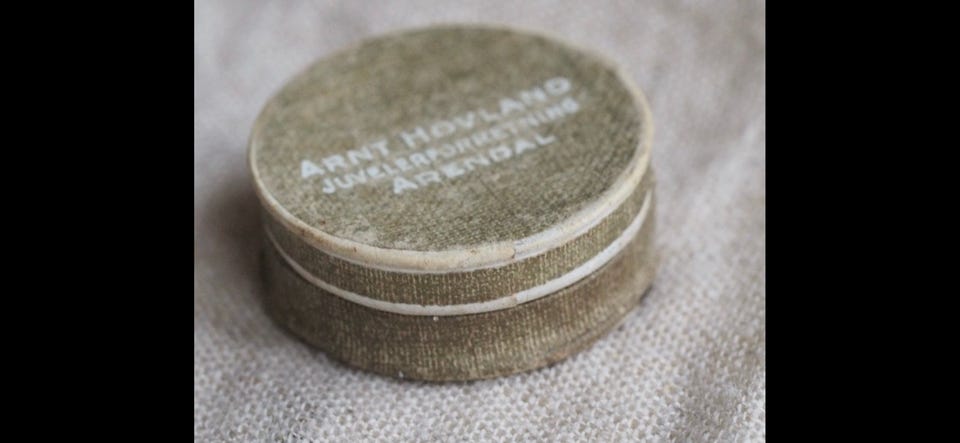 ARNT HOVLAND
JUVELERFORRETNING
ARENDAL